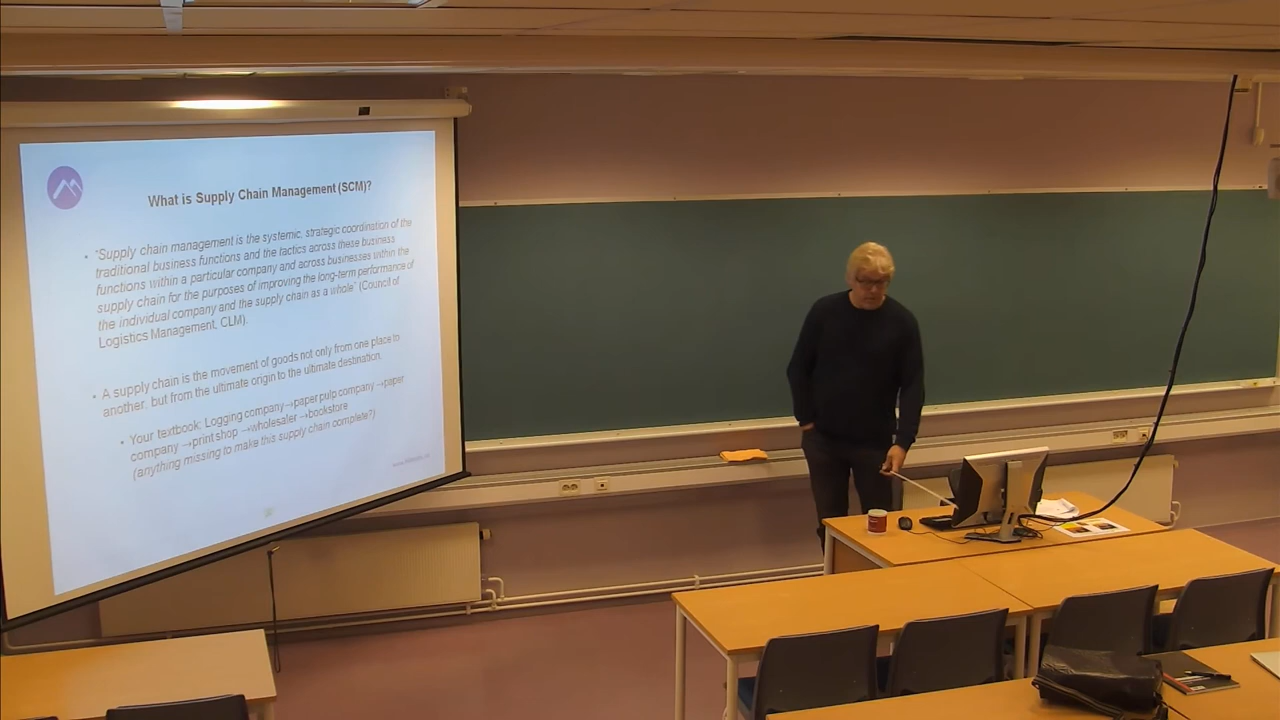 What is Supply Chain Management (SCM)?
• "Supply chain management is the systemic, strategic coordination of the
traditional business functions and the tactics across these business
functions within a particular company and across businesses within the
supply chain for the purposes of improving the long-term performance of
the individual company and the supply chain as a whole" (Council of
Logistics Management, CLM).
• A supply chain is the movement of goods not only from one place to
another, but from the ultimate origin to the ultimate destination.
• Your textbook: Logging company→paper pulp company →paper
company →print shop →wholesaler →bookstore
(anything missing to make this supply chain complete?)